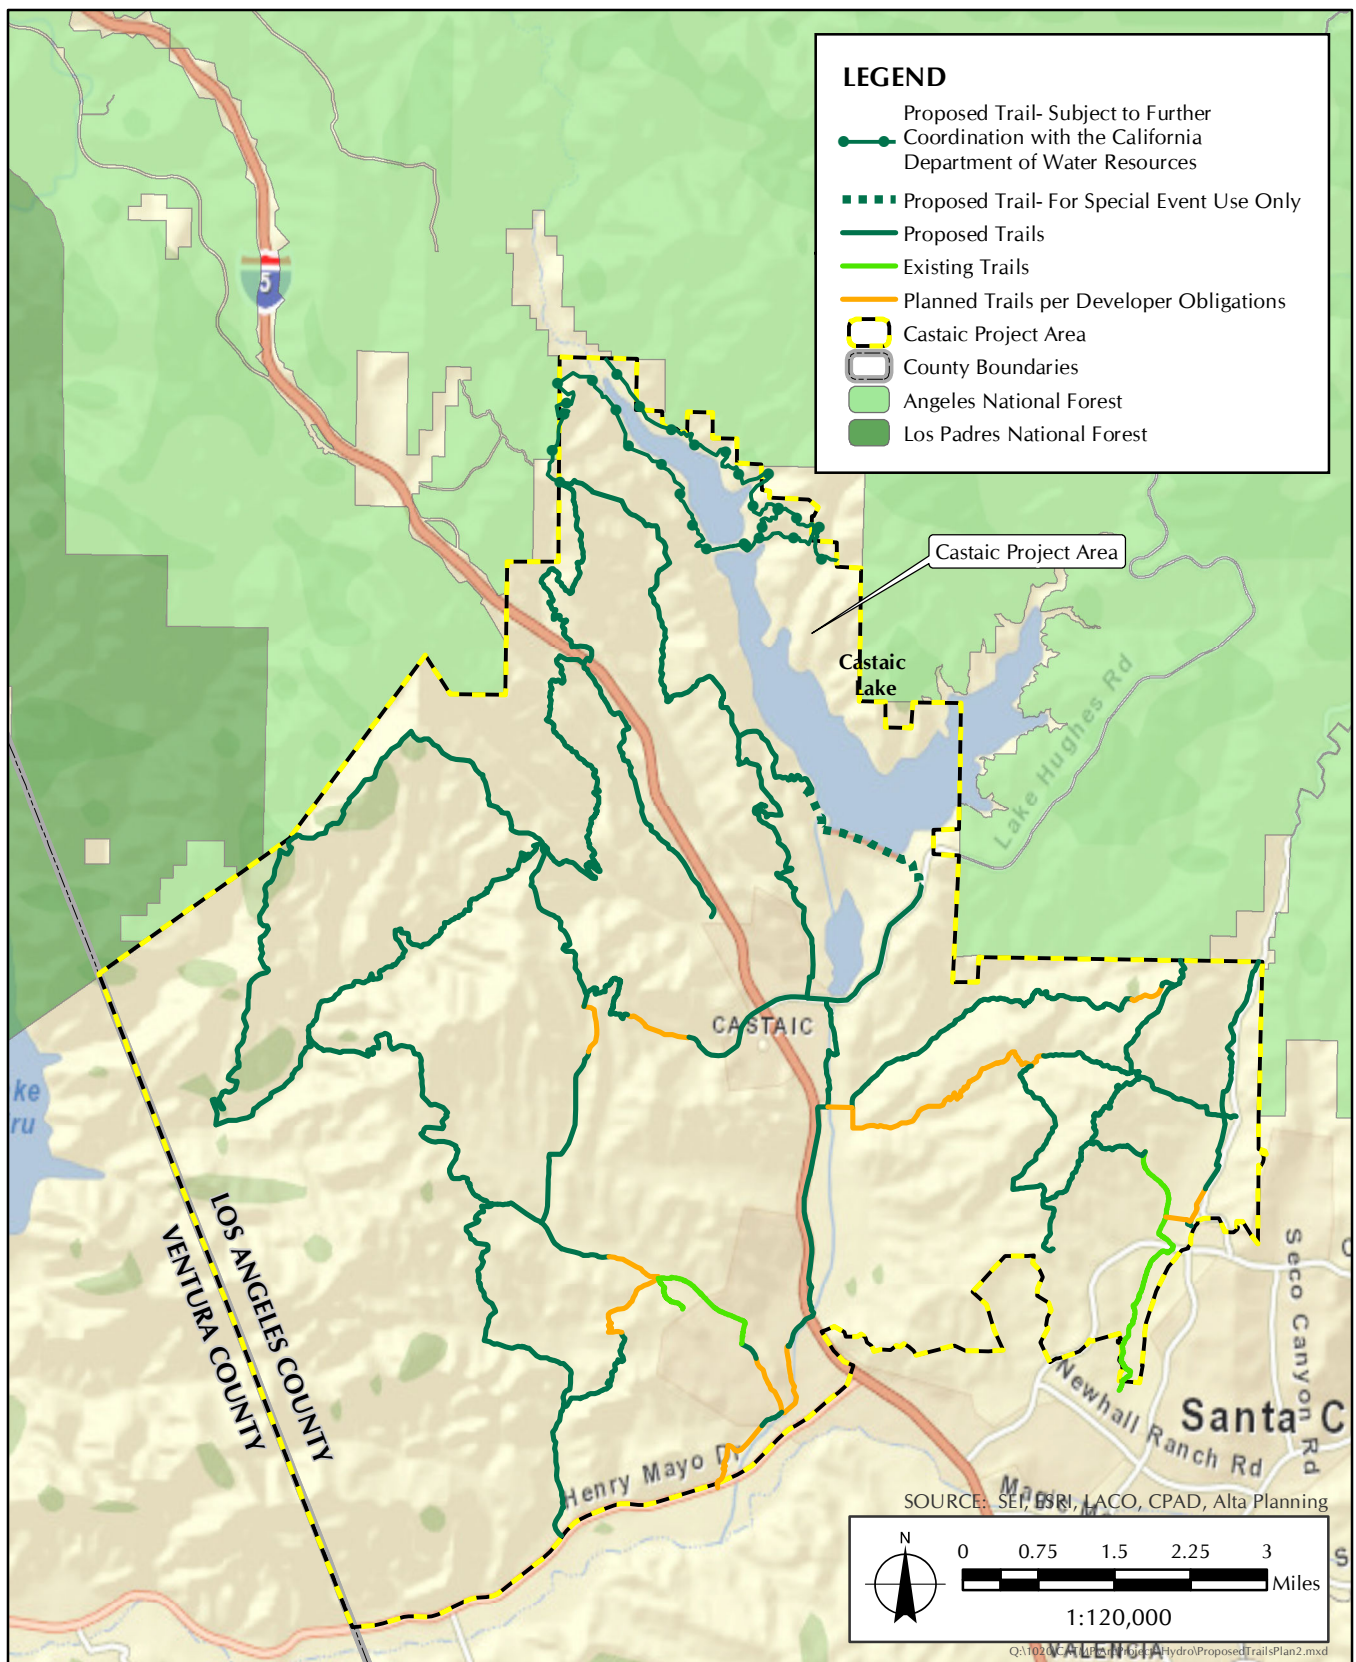 LEGEND
Proposed Trail- Subject to Further
Coordination with the California
Department of Water Resources
Proposed Trail- For Special Event Use Only
Proposed Trails
Existing Trails
Planned Trails per Developer Obligations
Castaic Project Area
County Boundaries
Angeles National Forest
Los Padres National Forest
5
Castaic Project Area
Castaic
Lake
Lake Hughes Rd
CASTAIC
ke
ru
LOS ANGELES COUNTY
VENTURA COUNTY
Seco Canyon Rd
Newhall Ranch Rd
Santa C
Henry Mayo D
SOURCE: SEI, ESRI, LACO, CPAD, Alta Planning
N
0 0.75 1.5 2.25 3
Miles
1:120,000
VALENCIA